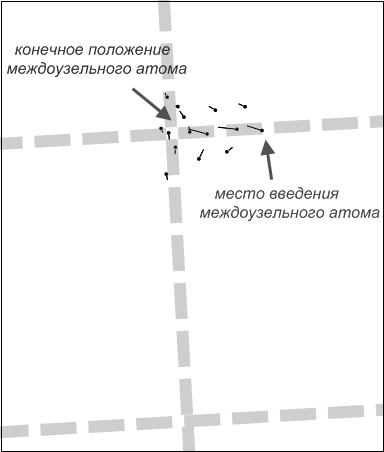 конечное положение
междоузельного атома
место введения
междоузельного атома